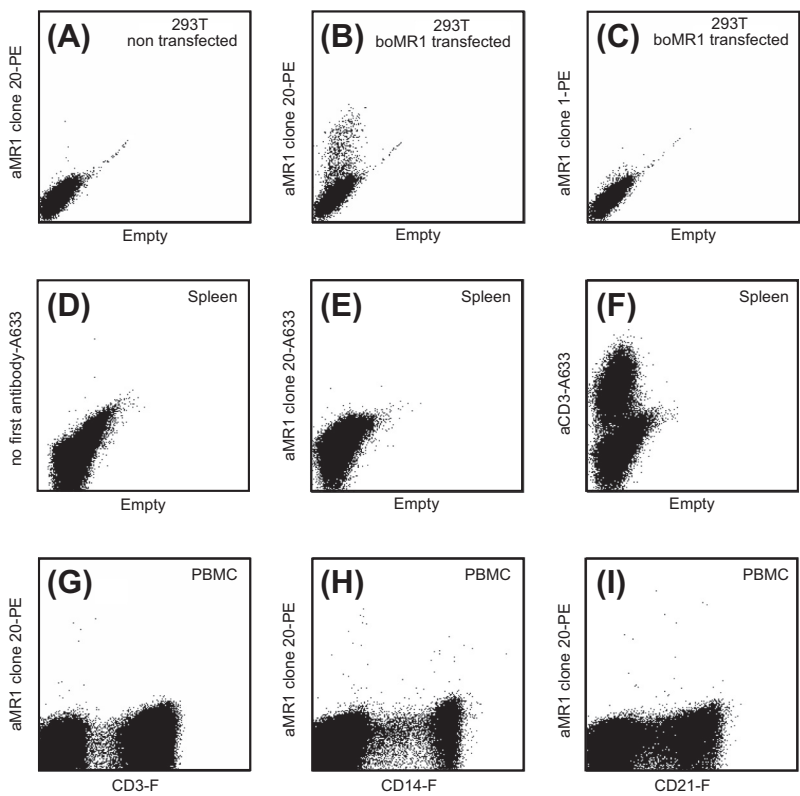 (A)
293T
non transfected
aMR1 clone 20-PE
Empty
(B)
293T
boMR1 transfected
aMR1 clone 20-PE
Empty
(C)
293T
boMR1 transfected
aMR1 clone 1-PE
Empty
(D)
Spleen
no first antibody-A633
Empty
(E)
Spleen
aMR1 clone 20-A633
Empty
(F)
Spleen
aCD3-A633
Empty
(G)
PBMC
aMR1 clone 20-PE
CD3-F
(H)
PBMC
aMR1 clone 20-PE
CD14-F
(I)
PBMC
aMR1 clone 20-PE
CD21-F